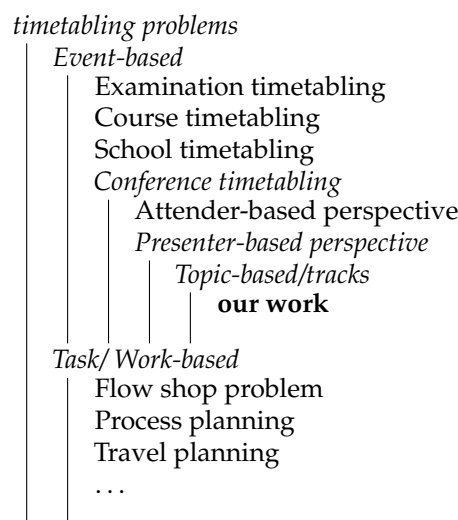 timetabling problems
Event-based
Examination timetabling
Course timetabling
School timetabling
Conference timetabling
Attender-based perspective
Presenter-based perspective
Topic-based/tracks
our work
Task/ Work-based
Flow shop problem
Process planning
Travel planning
. . .